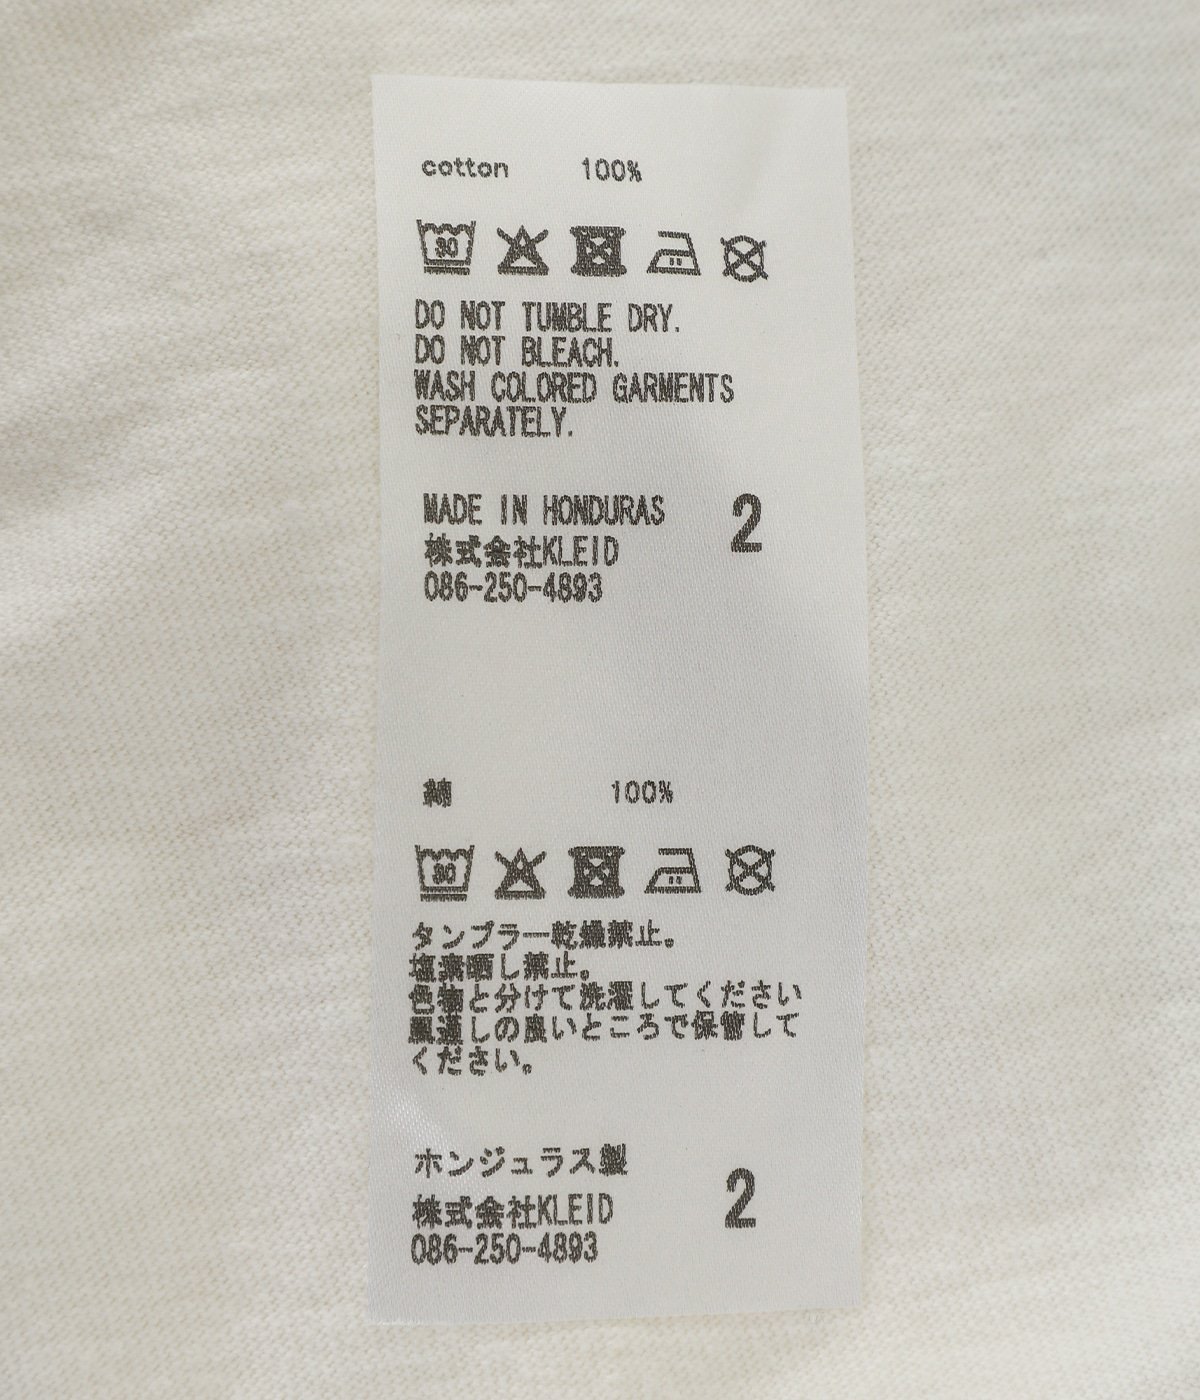 cotton 100%
30
DO NOT TUMBLE DRY.
DO NOT BLEACH.
WASH COLORED GARMENTS
SEPARATELY.
MADE IN HONDURAS 2
株式会社KLEID
086-250-4893
綿 100%
30
タンブラー乾燥禁止。
塩素晒し禁止。
色物と分けて洗濯してください
風通しの良いところで保管して
ください。
ホンジュラス製 2
株式会社KLEID
086-250-4893